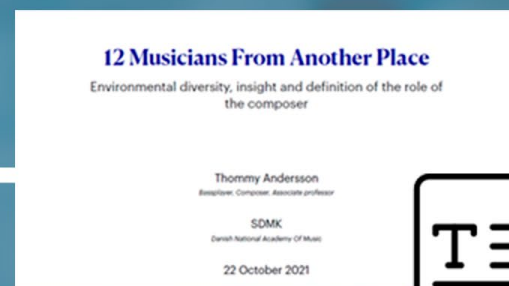 12 Musicians From Another Place
Environmental diversity, insight and definition of the role of
the composer
Thommy Andersson
Bassplayer, Composer, Associate professor
SDMK
Danish National Academy Of Music
22 October 2021
T